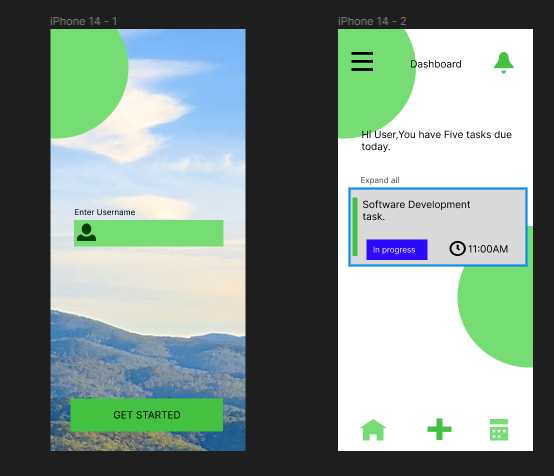 iPhone 14 - 1
Enter Username
GET STARTED
iPhone 14 - 2
Dashboard
Hi User,You have Five tasks due
today.
Expand all
Software Development
task.
In progress
11:00AM